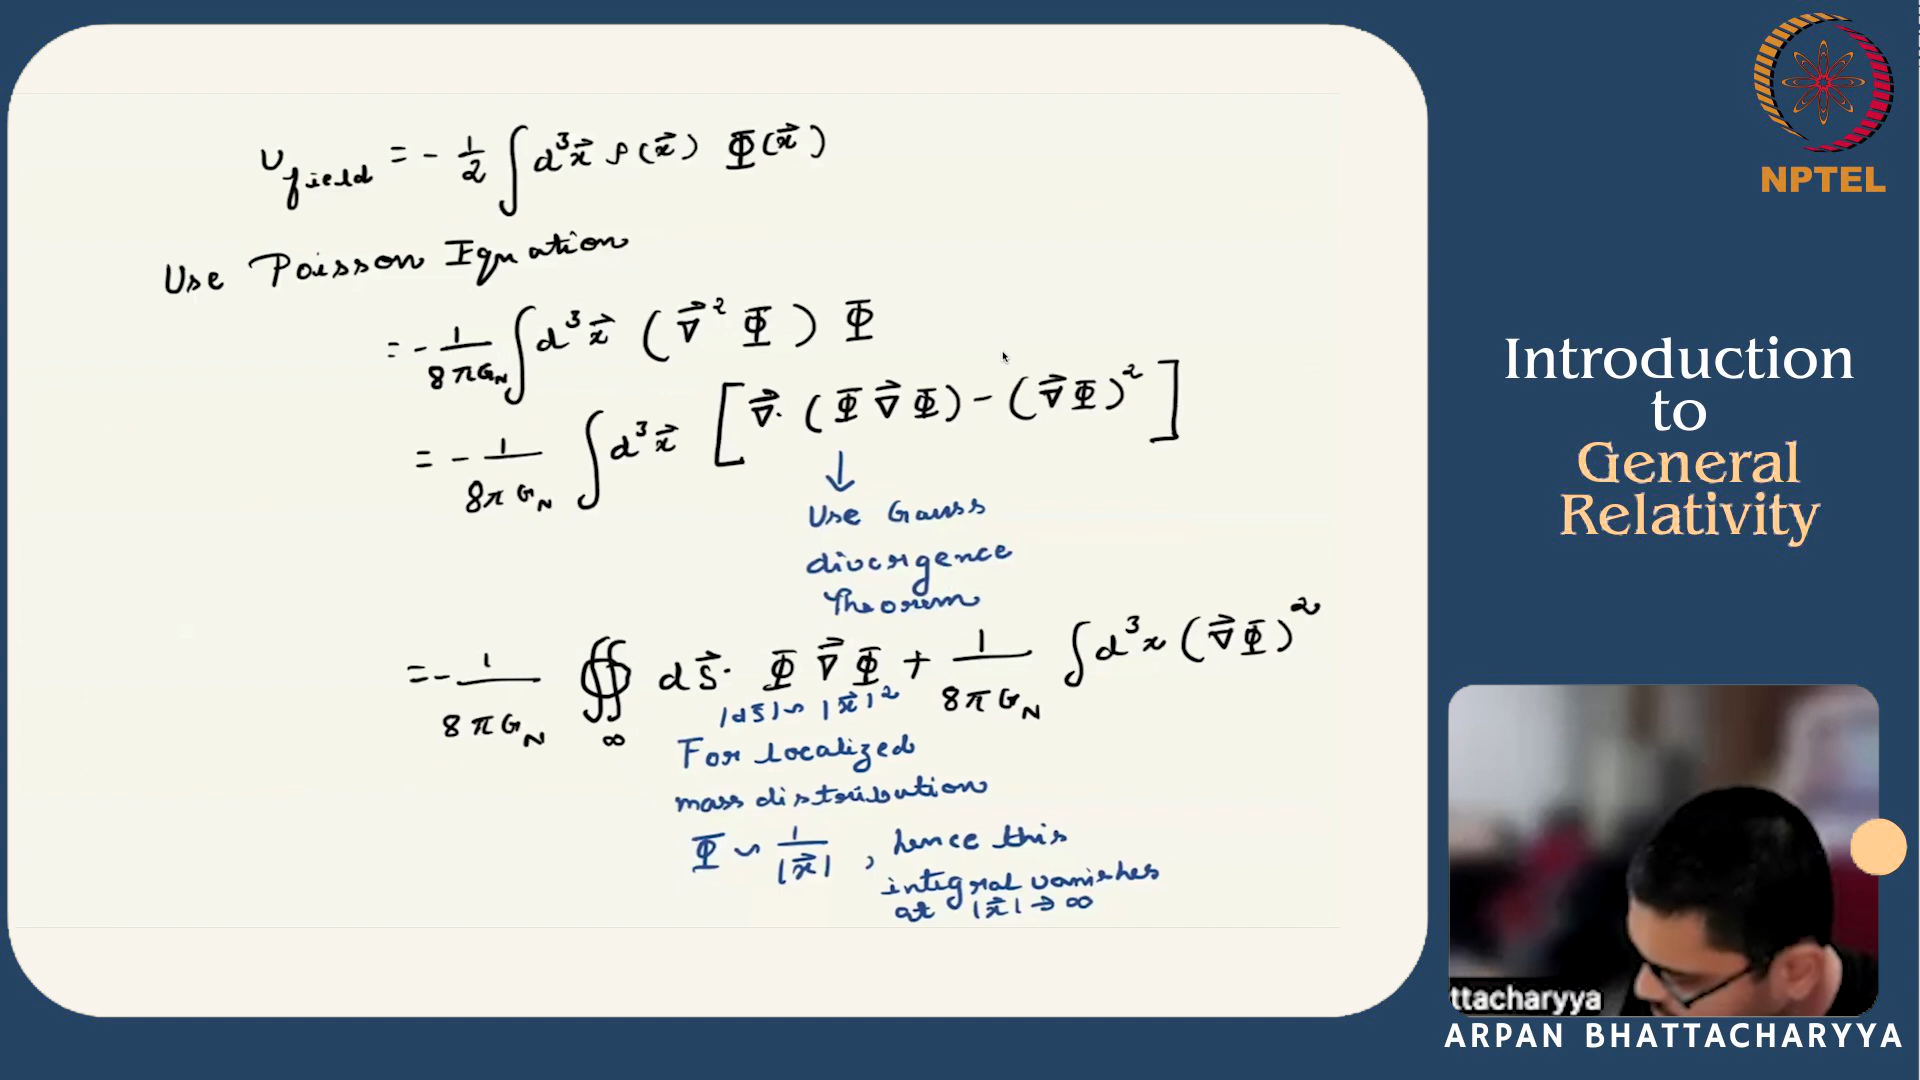 U_field = - 1/2 ∫ d³x⃗ ρ(x⃗) Φ(x⃗)
Use Poisson Equation
= - 1/8πG_N ∫ d³x⃗ (∇⃗² Φ) Φ
= - 1/8πG_N ∫ d³x⃗ [∇⃗· (Φ ∇⃗ Φ) - (∇⃗Φ)²]
↓
Use Gauss
divergence
Theorem
= - 1/8πG_N ∯_∞ dS⃗· Φ ∇⃗ Φ + 1/8πG_N ∫ d³x (∇⃗Φ)²
|dS⃗| ~ |x⃗|²
For localized
mass distribution
Φ ~ 1/|x⃗| , hence this
integral vanishes
at |x⃗| → ∞
NPTEL
Introduction
to
General
Relativity
ttacharyya
ARPAN BHATTACHARYYA